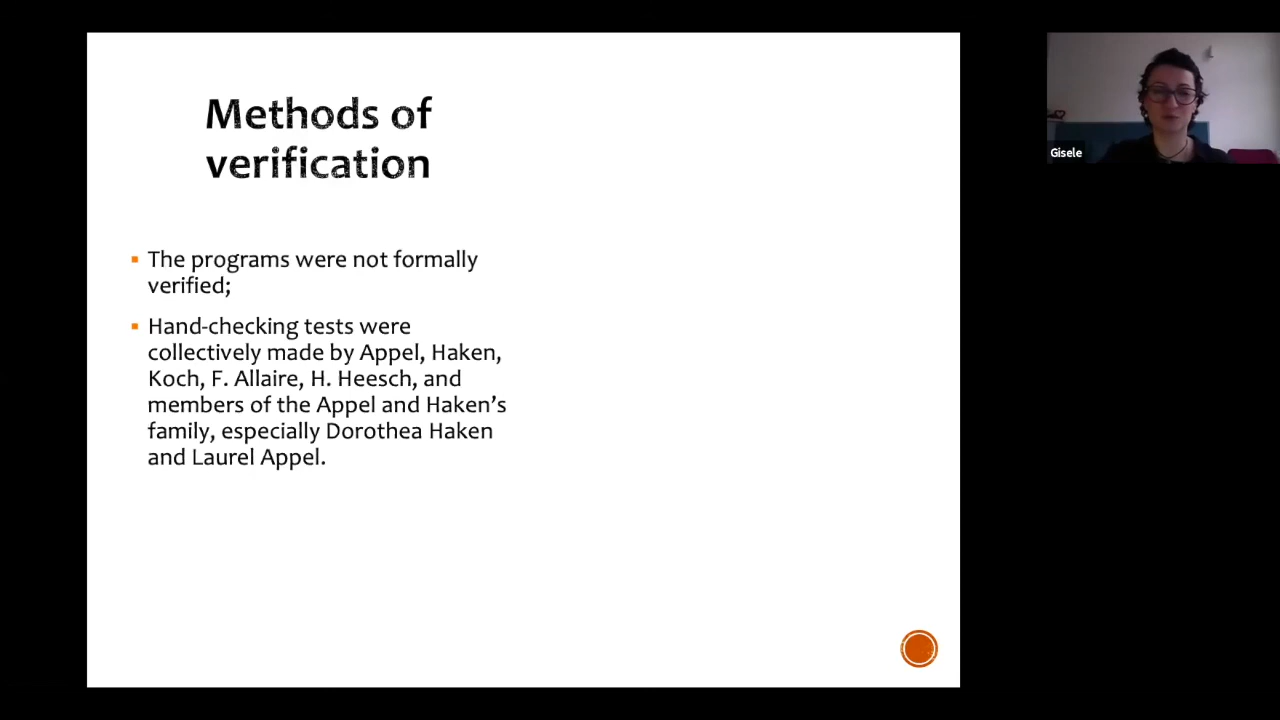 Methods of
verification
The programs were not formally
verified;
Hand-checking tests were
collectively made by Appel, Haken,
Koch, F. Allaire, H. Heesch, and
members of the Appel and Haken's
family, especially Dorothea Haken
and Laurel Appel.
Gisele